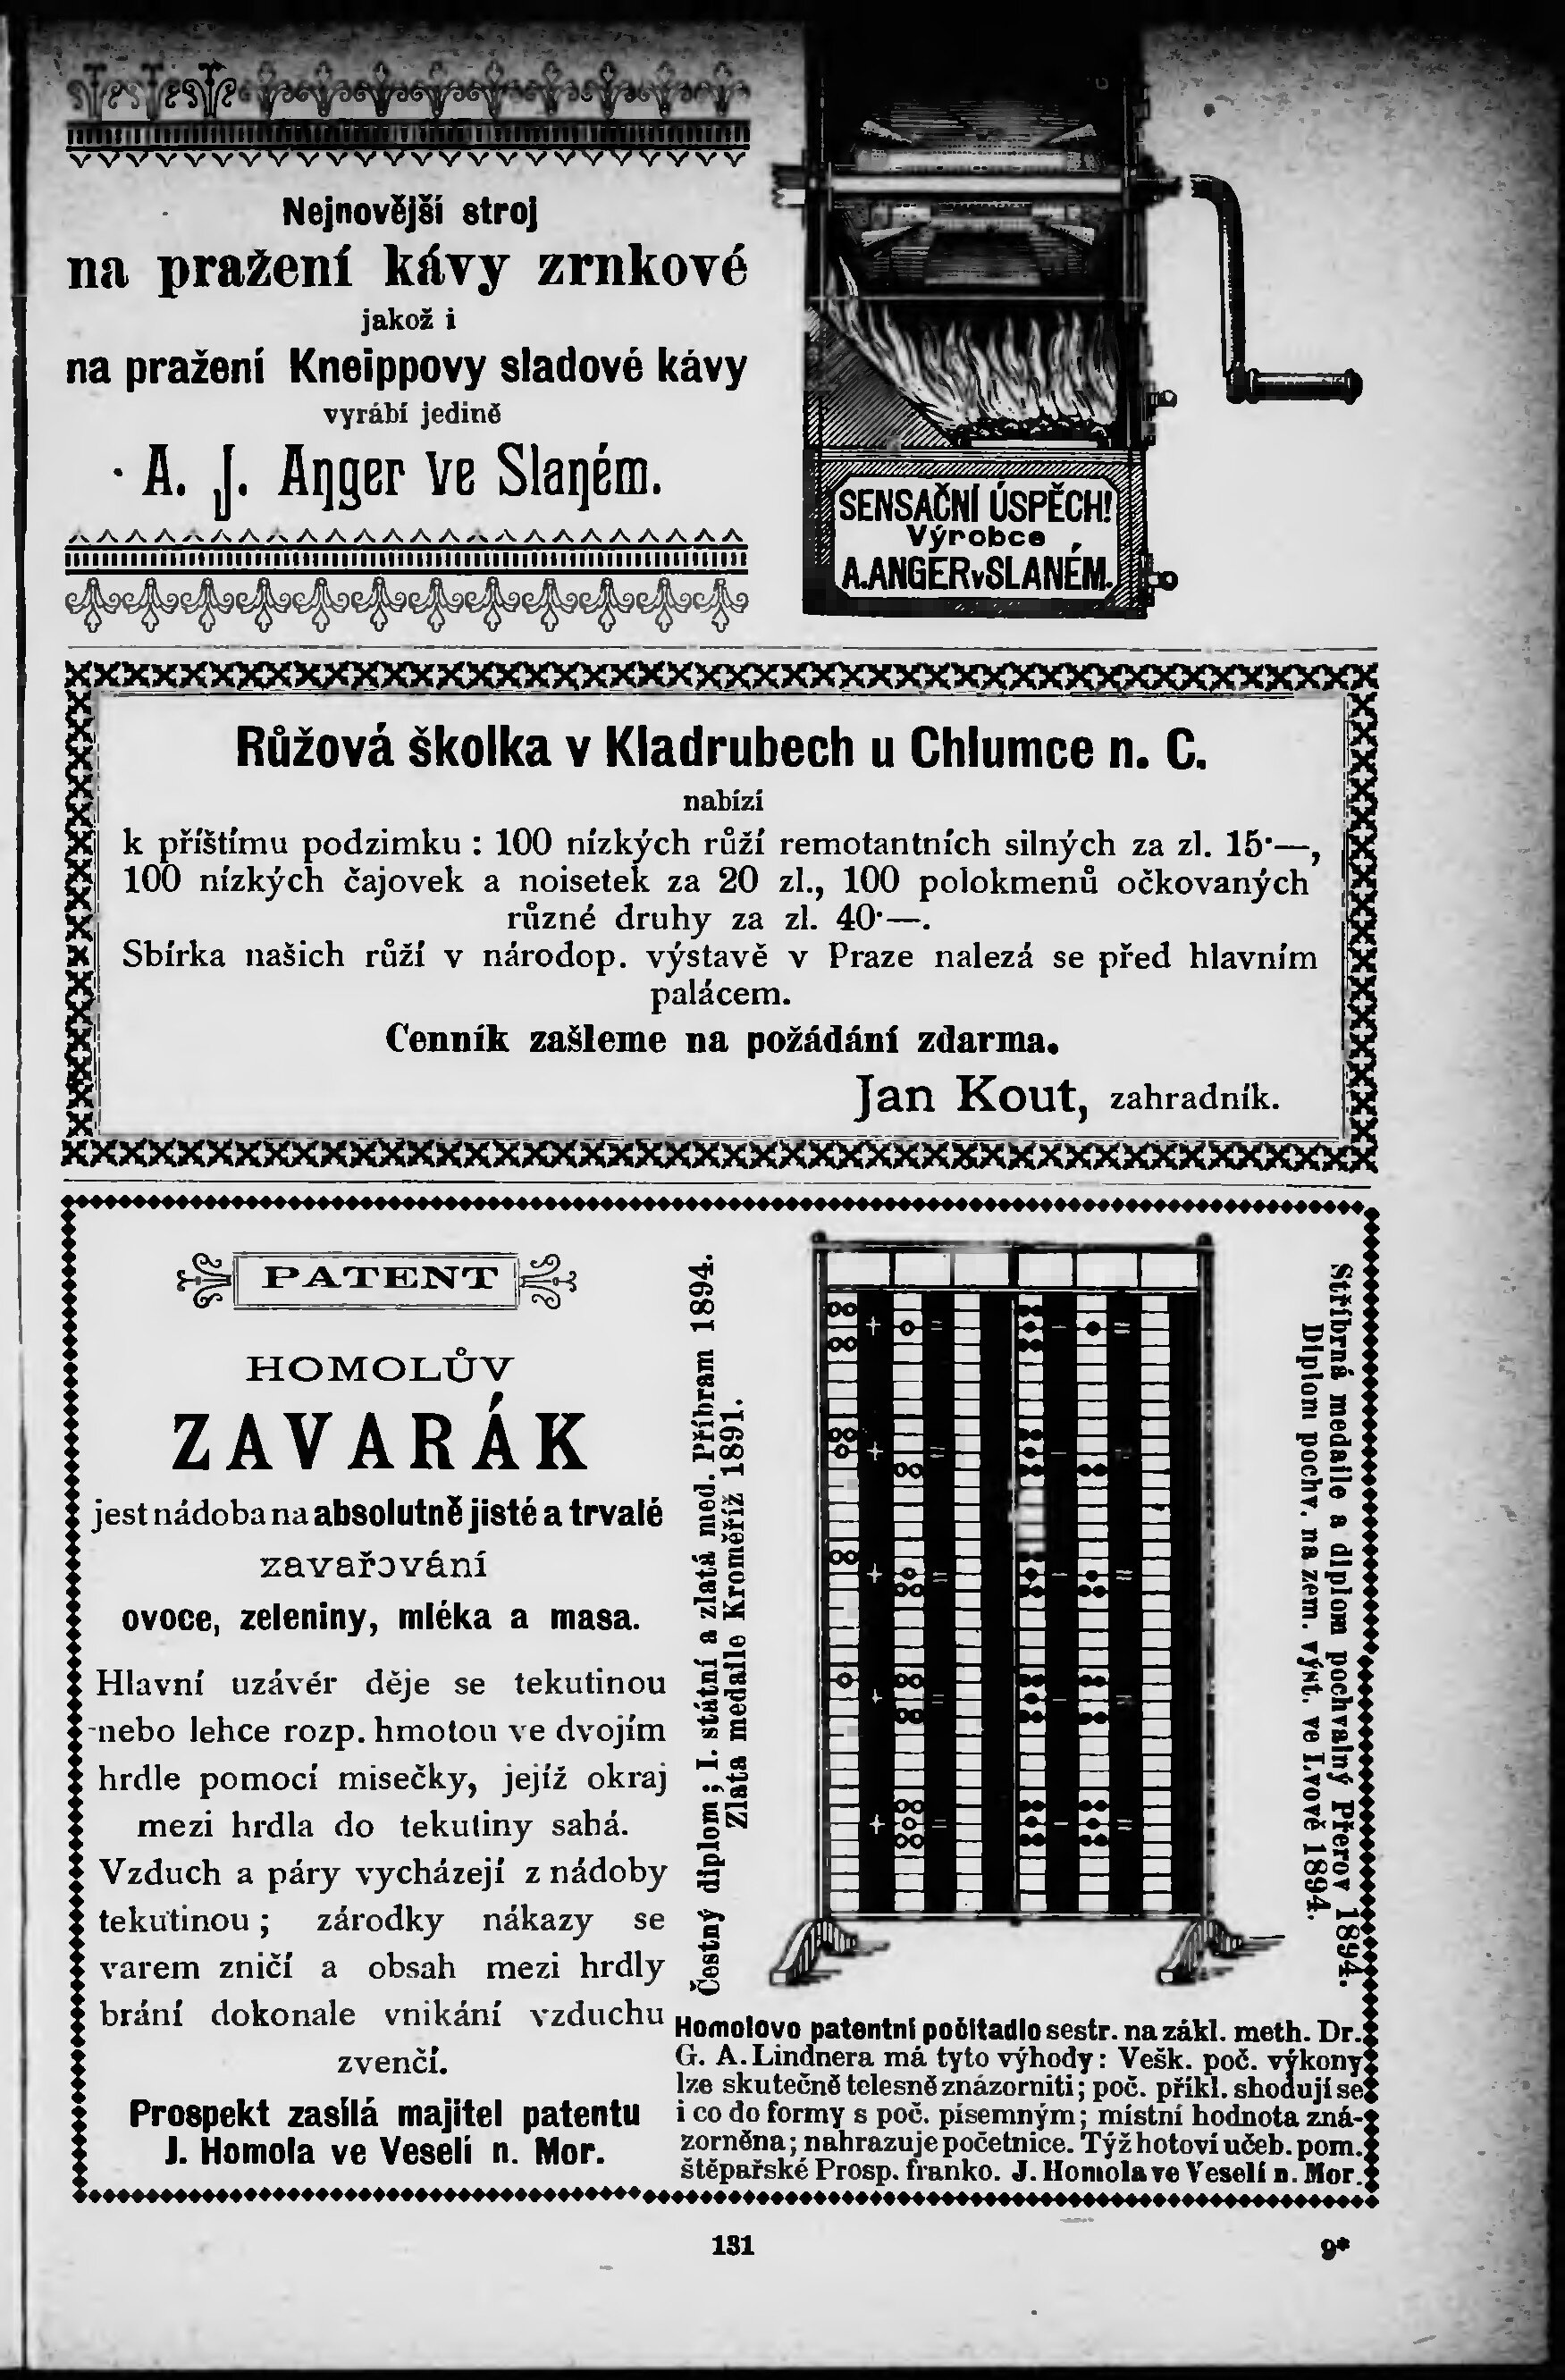 Nejnovější stroj
na pražení kávy zrnkové
jakož i
na pražení Kneippovy sladové kávy
vyrábí jedině
A. J. Anger ve Slaném.
SENSAČNÍ ÚSPĚCH!
Výrobce
A.ANGER v SLANÉM.
Růžová školka v Kladrubech u Chlumce n. C.
nabízí
k příštímu podzimku : 100 nízkých růží remotantních silných za zl. 15·—,
100 nízkých čajovek a noisetek za 20 zl., 100 polokmenů očkovaných
různé druhy za zl. 40·—.
Sbírka našich růží v národop. výstavě v Praze nalezá se před hlavním
palácem.
Cenník zašleme na požádání zdarma.
Jan Kout, zahradník.
PATENT
HOMOLŮV
ZAVARÁK
jest nádoba na absolutně jisté a trvalé
zavařování
ovoce, zeleniny, mléka a masa.
Hlavní uzávér děje se tekutinou
nebo lehce rozp. hmotou ve dvojím
hrdle pomocí misečky, jejíž okraj
mezi hrdla do tekutiny sahá.
Vzduch a páry vycházejí z nádoby
tekutinou ; zárodky nákazy se
varem zničí a obsah mezi hrdly
brání dokonale vnikání vzduchu
zvenčí.
Prospekt zasílá majitel patentu
J. Homola ve Veselí n. Mor.
Čestný diplom ; I. státní a zlatá med. Příbram 1894.
Zlata medaile Kroměříž 1891.
Stříbrná medaile a diplom pochvalný Přerov 1894.
Diplom pochv. na zem. výst. ve Lvově 1894.
Homolovo patentní počítadlo sestr. na zákl. meth. Dr.
G. A. Lindnera má tyto výhody : Vešk. poč. výkony
lze skutečně telesně znázorniti ; poč. příkl. shodují se
i co do formy s poč. písemným ; místní hodnota zná-
zorněna ; nahrazuje početnice. Týž hotoví učeb. pom.
štěpařské Prosp. franko. J. Homola ve Veselí n. Mor.
131
9*